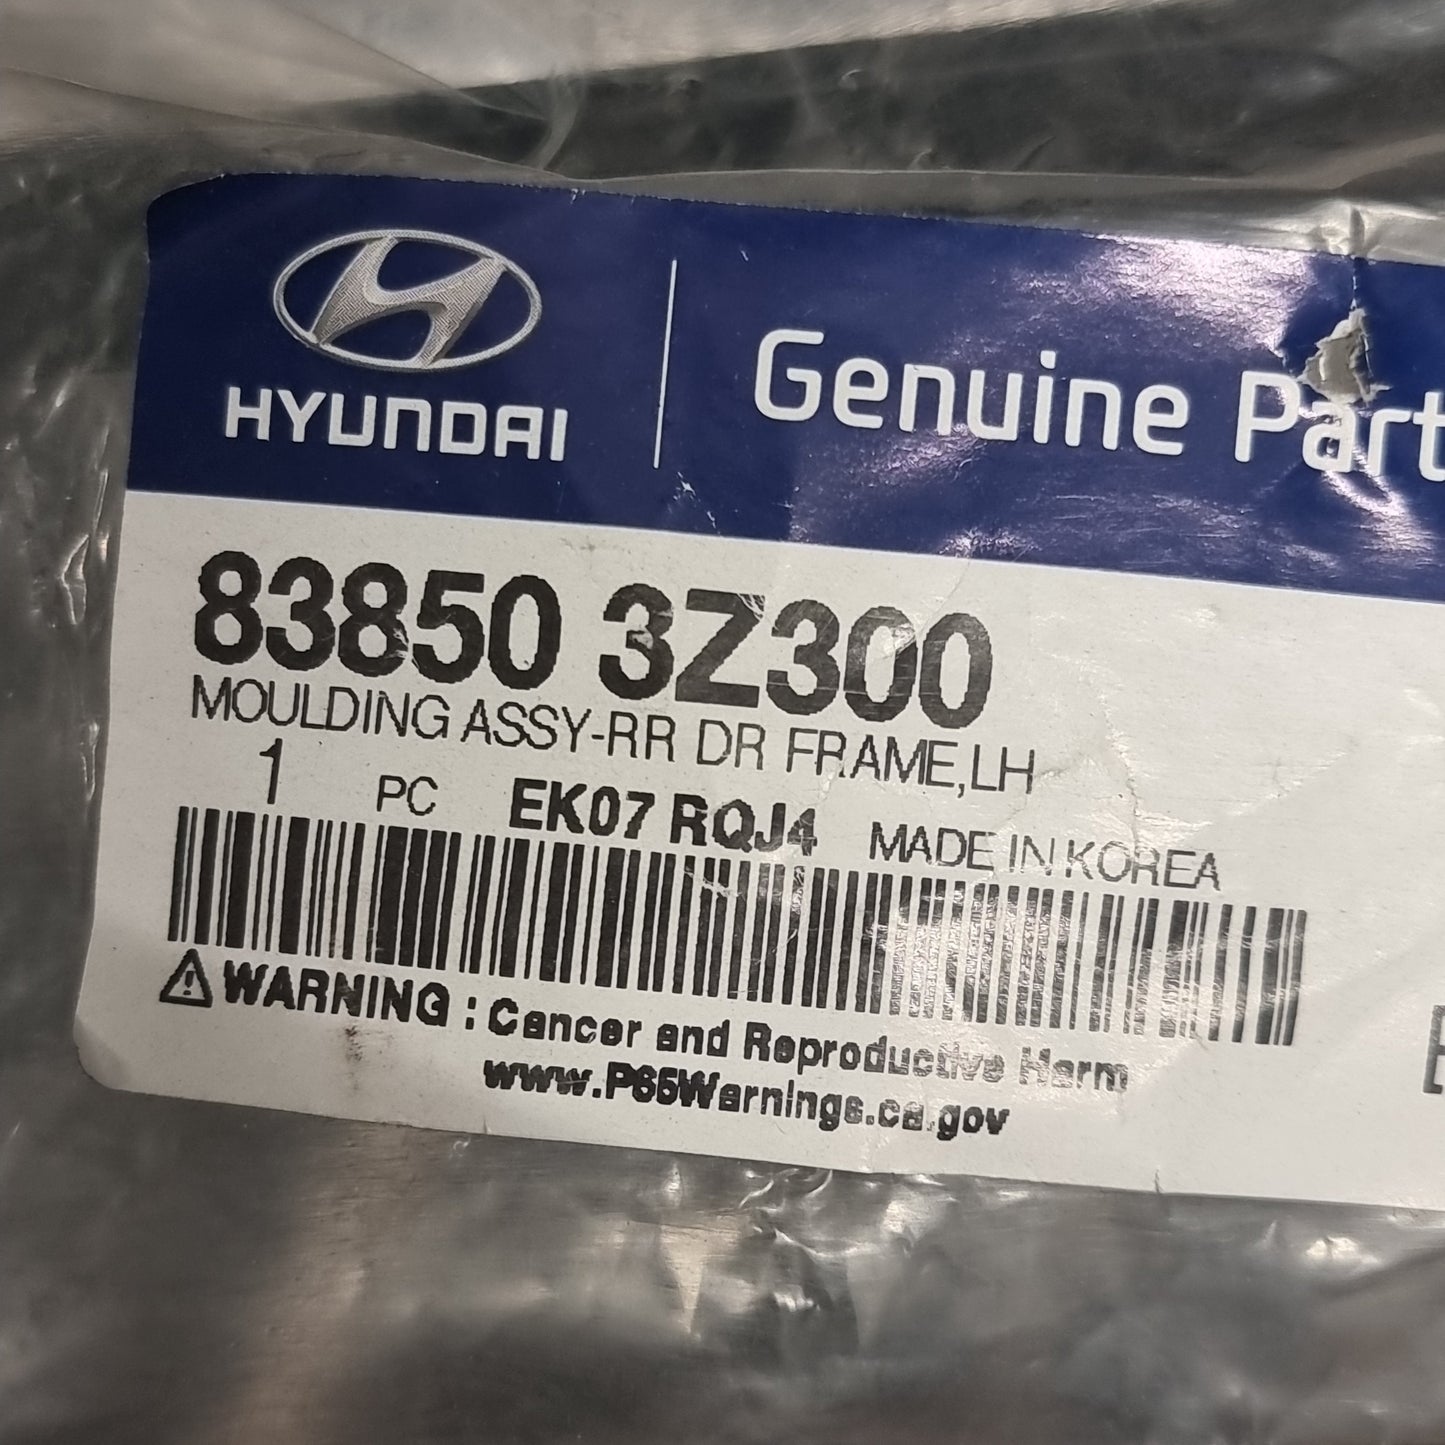 HYUNDAI
Genuine Part
83850 3Z300
MOULDING ASSY-RR DR FRAME,LH
1 PC EK07 RQJ4 MADE IN KOREA
WARNING : Cancer and Reproductive Harm
www.P65Warnings.ca.gov